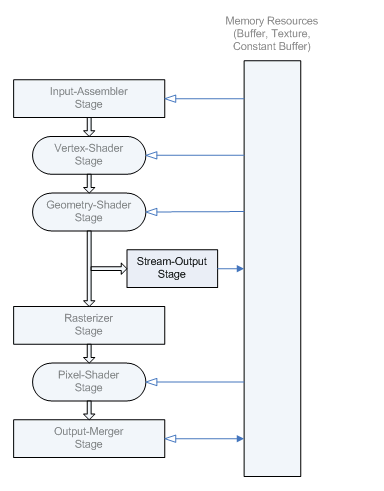 Memory Resources
(Buffer, Texture,
Constant Buffer)
Input-Assembler
Stage
Vertex-Shader
Stage
Geometry-Shader
Stage
Stream-Output
Stage
Rasterizer
Stage
Pixel-Shader
Stage
Output-Merger
Stage